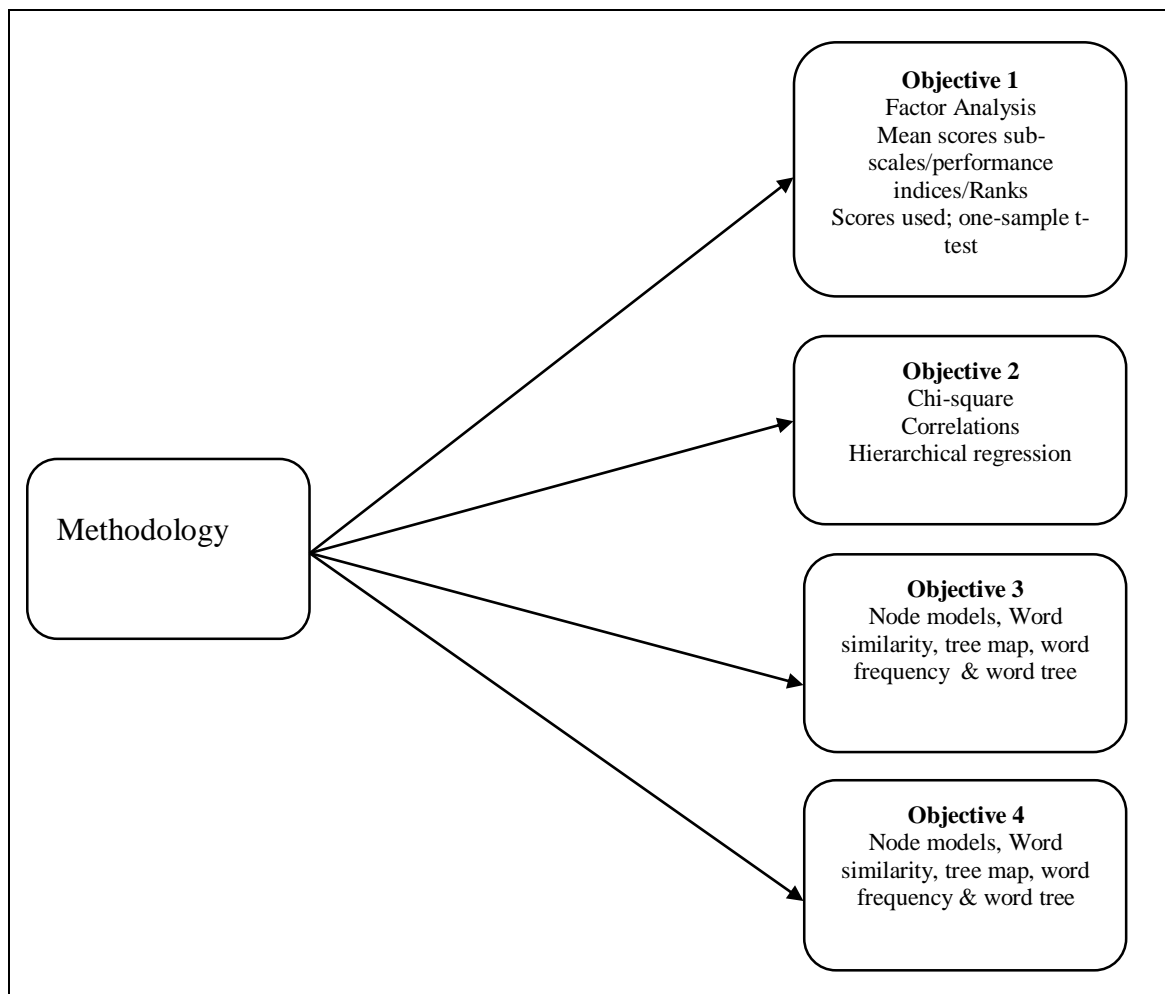 Objective 1
Factor Analysis
Mean scores sub-
scales/performance
indices/Ranks
Scores used; one-sample t-
test
Objective 2
Chi-square
Correlations
Hierarchical regression
Methodology
Objective 3
Node models, Word
similarity, tree map, word
frequency & word tree
Objective 4
Node models, Word
similarity, tree map, word
frequency & word tree